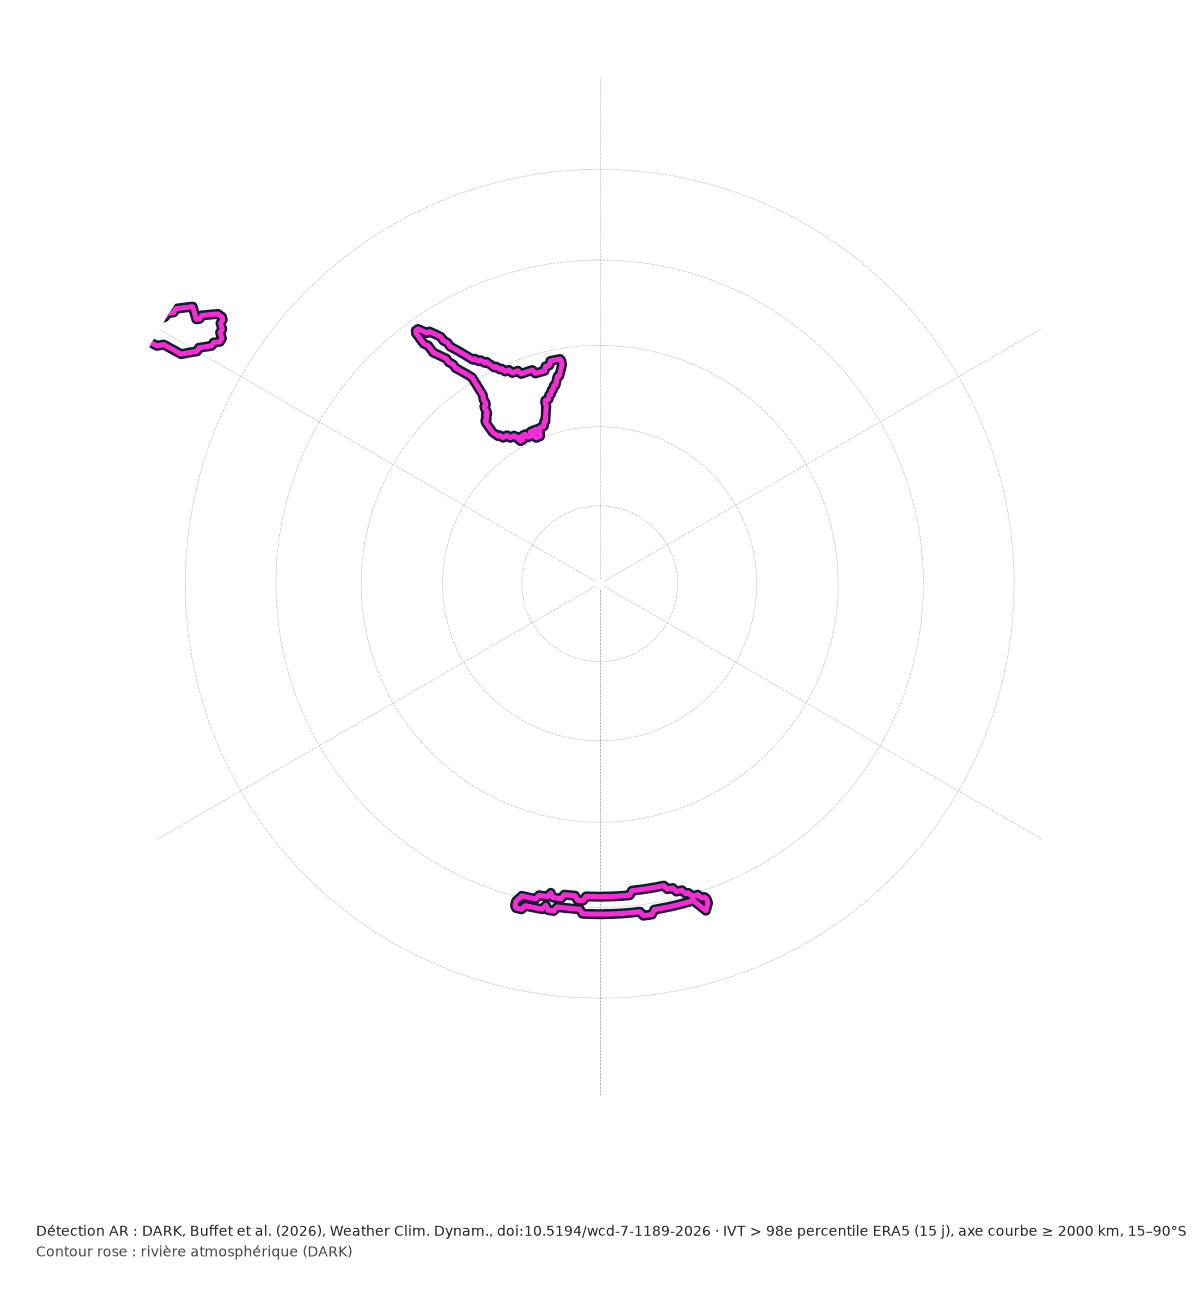 Détection AR : DARK, Buffet et al. (2026), Weather Clim. Dynam., doi:10.5194/wcd-7-1189-2026 · IVT > 98e percentile ERA5 (15 j), axe courbe ≥ 2000 km, 15–90°S
Contour rose : rivière atmosphérique (DARK)